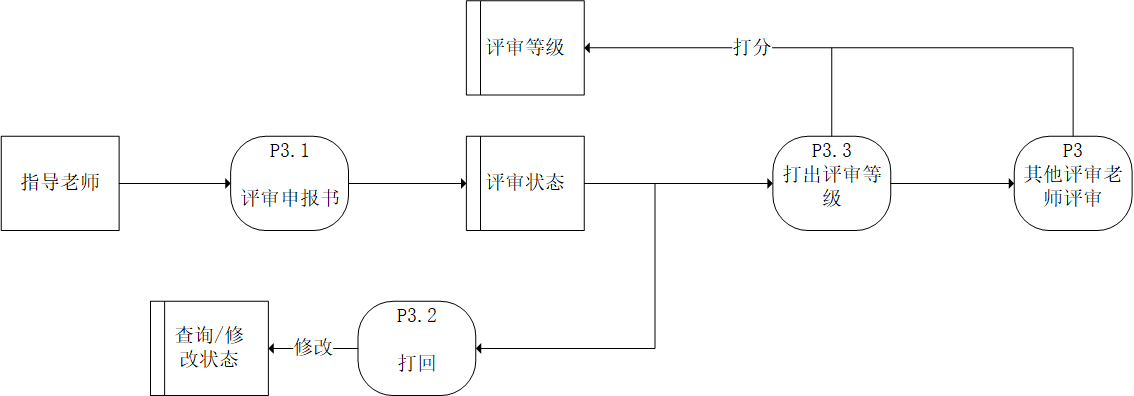 评审等级
打分
指导老师
P3.1
评审申报书
评审状态
P3.3
打出评审等
级
P3
其他评审老
师评审
查询/修
改状态
修改
P3.2
打回